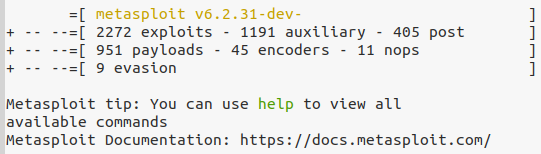 =[ metasploit v6.2.31-dev- ]
+ -- --=[ 2272 exploits - 1191 auxiliary - 405 post ]
+ -- --=[ 951 payloads - 45 encoders - 11 nops ]
+ -- --=[ 9 evasion ]
Metasploit tip: You can use help to view all
available commands
Metasploit Documentation: https://docs.metasploit.com/